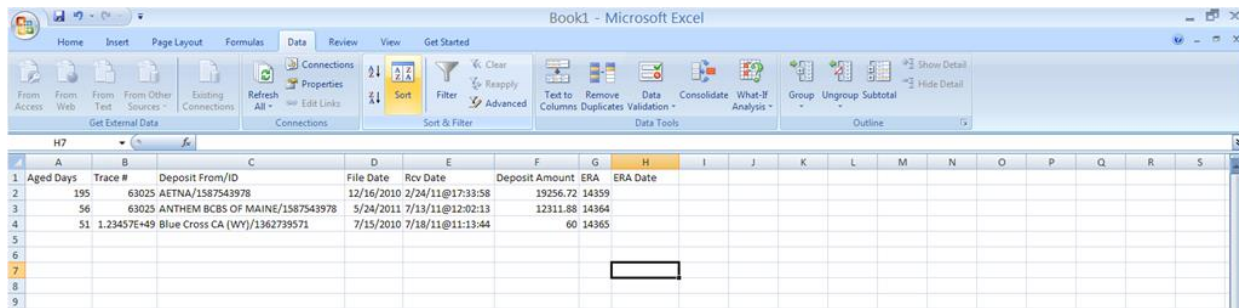 Book1 - Microsoft Excel
Home Insert Page Layout Formulas Data Review View Get Started
From Access
From Web
From Text
From Other Sources
Existing Connections
Get External Data
Refresh All
Connections
Properties
Edit Links
Connections
Sort
Filter
Clear
Reapply
Advanced
Sort & Filter
Text to Columns
Remove Duplicates
Data Validation
Consolidate
What-If Analysis
Data Tools
Group
Ungroup
Subtotal
Show Detail
Hide Detail
Outline
H7 fx
A B C D E F G H I J K L M N O P Q R S
1 Aged Days Trace # Deposit From/ID File Date Rcv Date Deposit Amount ERA ERA Date
2 195 63025 AETNA/1587543978 12/16/2010 2/24/11@17:33:58 19256.72 14359
3 56 63025 ANTHEM BCBS OF MAINE/1587543978 5/24/2011 7/13/11@12:02:13 12311.88 14364
4 51 1.23457E+49 Blue Cross CA (WY)/1362739571 7/15/2010 7/18/11@11:13:44 60 14365
5
6
7
8
9